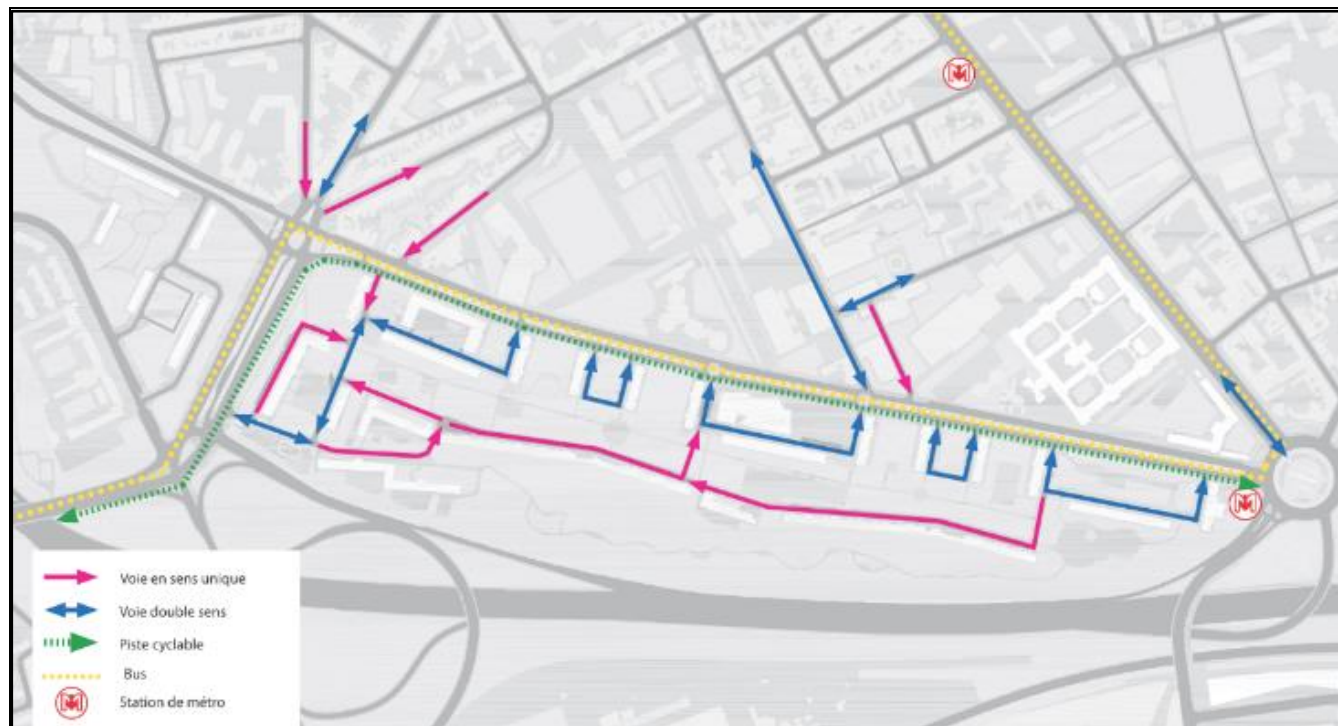 Voie en sens unique
Voie double sens
Piste cyclable
Bus
Station de métro